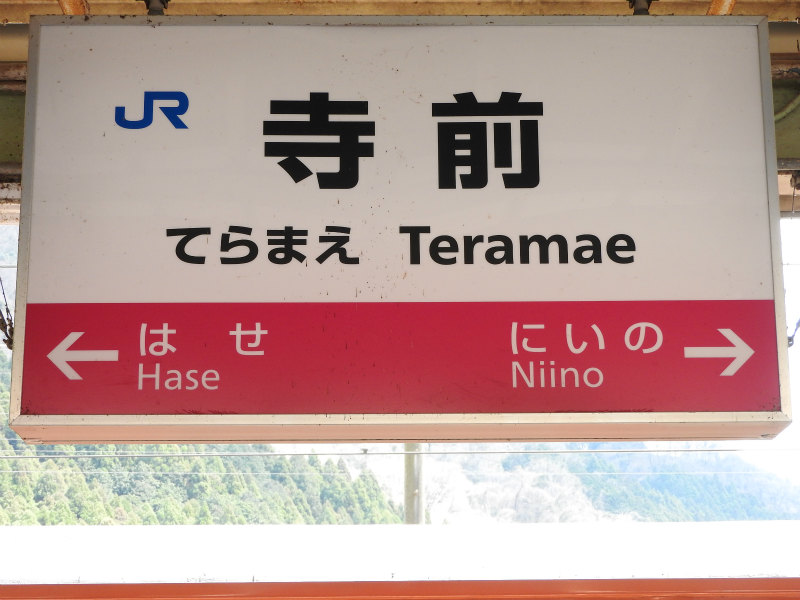 JR 寺前
てらまえ Teramae
← はせ にいの →
Hase Niino